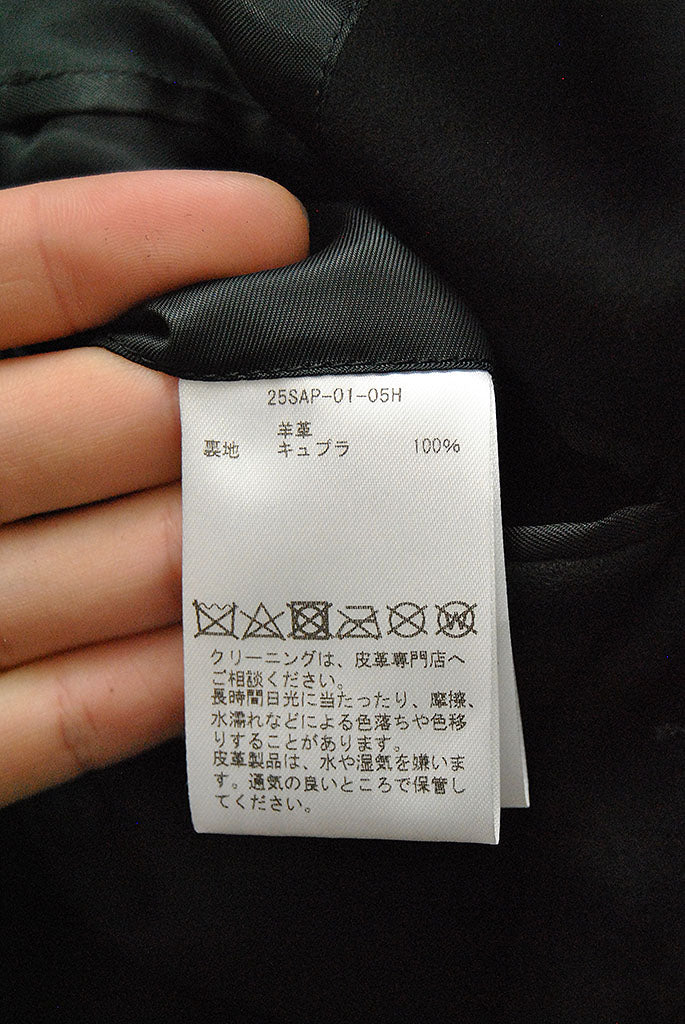 25SAP-01-05H
羊革
裏地 キュプラ 100%
W
クリーニングは、皮革専門店へ
ご相談ください。
長時間日光に当たったり、摩擦、
水濡れなどによる色落ちや色移
りすることがあります。
皮革製品は、水や湿気を嫌いま
す。通気の良いところで保管し
てください。